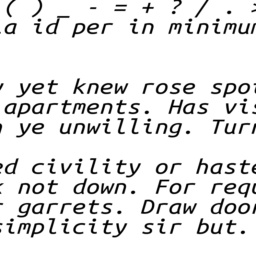 ( ) _ - = + ? / . >
a id per in minimum
yet knew rose spot
apartments. Has vis
ye unwilling. Turn
ed civility or haste
not down. For requ
garrets. Draw door
simplicity sir but.